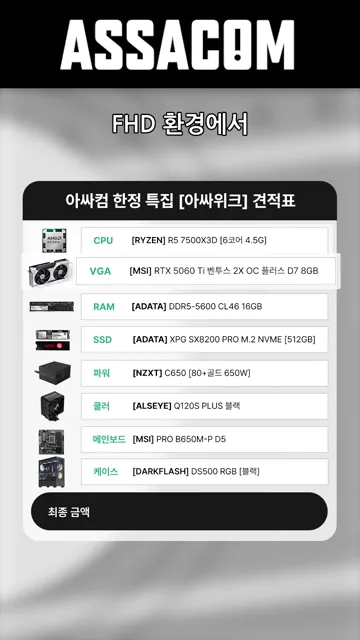 ASSACOM
FHD 환경에서
아싸컴 한정 특집 [아싸위크] 견적표
CPU [RYZEN] R5 7500X3D [6코어 4.5G]
VGA [MSI] RTX 5060 Ti 벤투스 2X OC 플러스 D7 8GB
RAM [ADATA] DDR5-5600 CL46 16GB
SSD [ADATA] XPG SX8200 PRO M.2 NVME [512GB]
파워 [NZXT] C650 [80+골드 650W]
쿨러 [ALSEYE] Q120S PLUS 블랙
메인보드 [MSI] PRO B650M-P D5
케이스 [DARKFLASH] DS500 RGB [블랙]
최종 금액